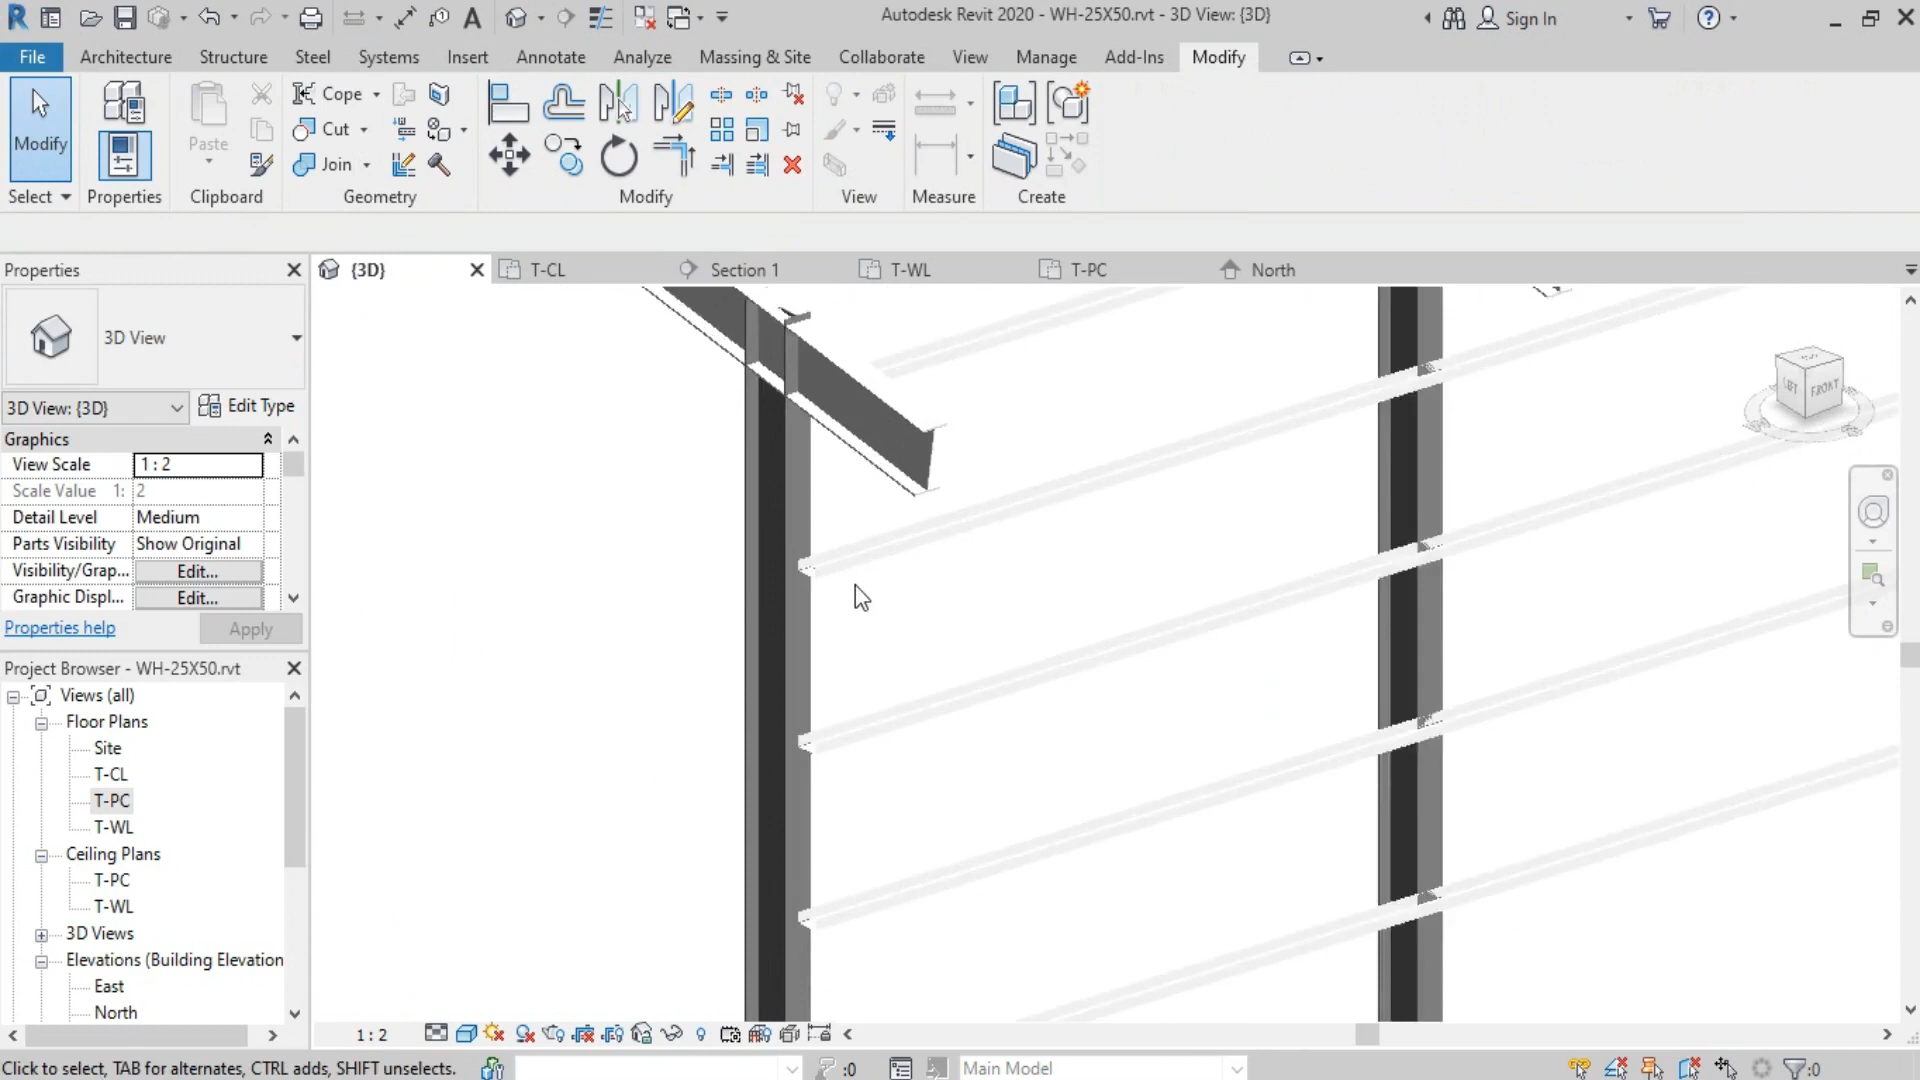 Autodesk Revit 2020 - WH-25X50.rvt - 3D View: {3D}
Sign In
File
Architecture
Structure
Steel
Systems
Insert
Annotate
Analyze
Massing & Site
Collaborate
View
Manage
Add-Ins
Modify
Modify
Paste
Cope
Cut
Join
Select
Properties
Clipboard
Geometry
Modify
View
Measure
Create
Properties
{3D}
T-CL
Section 1
T-WL
T-PC
North
3D View
3D View: {3D}
Edit Type
Graphics
View Scale
1 : 2
Scale Value 1:
2
Detail Level
Medium
Parts Visibility
Show Original
Visibility/Grap...
Edit...
Graphic Displ...
Edit...
Properties help
Apply
Project Browser - WH-25X50.rvt
Views (all)
Floor Plans
Site
T-CL
T-PC
T-WL
Ceiling Plans
T-PC
T-WL
3D Views
Elevations (Building Elevation
East
North
LEFT
FRONT
1 : 2
Click to select, TAB for alternates, CTRL adds, SHIFT unselects.
:0
Main Model
:0